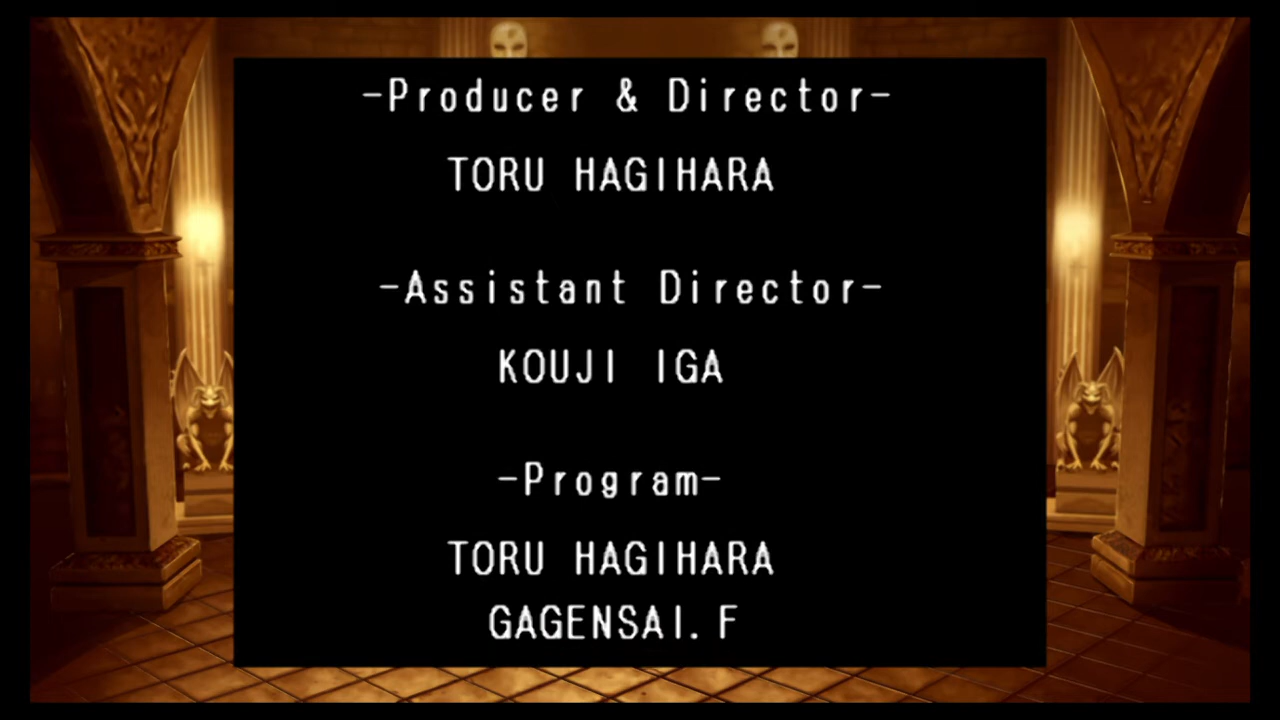 -Producer & Director-
TORU HAGIHARA
-Assistant Director-
KOUJI IGA
-Program-
TORU HAGIHARA
GAGENSAI.F